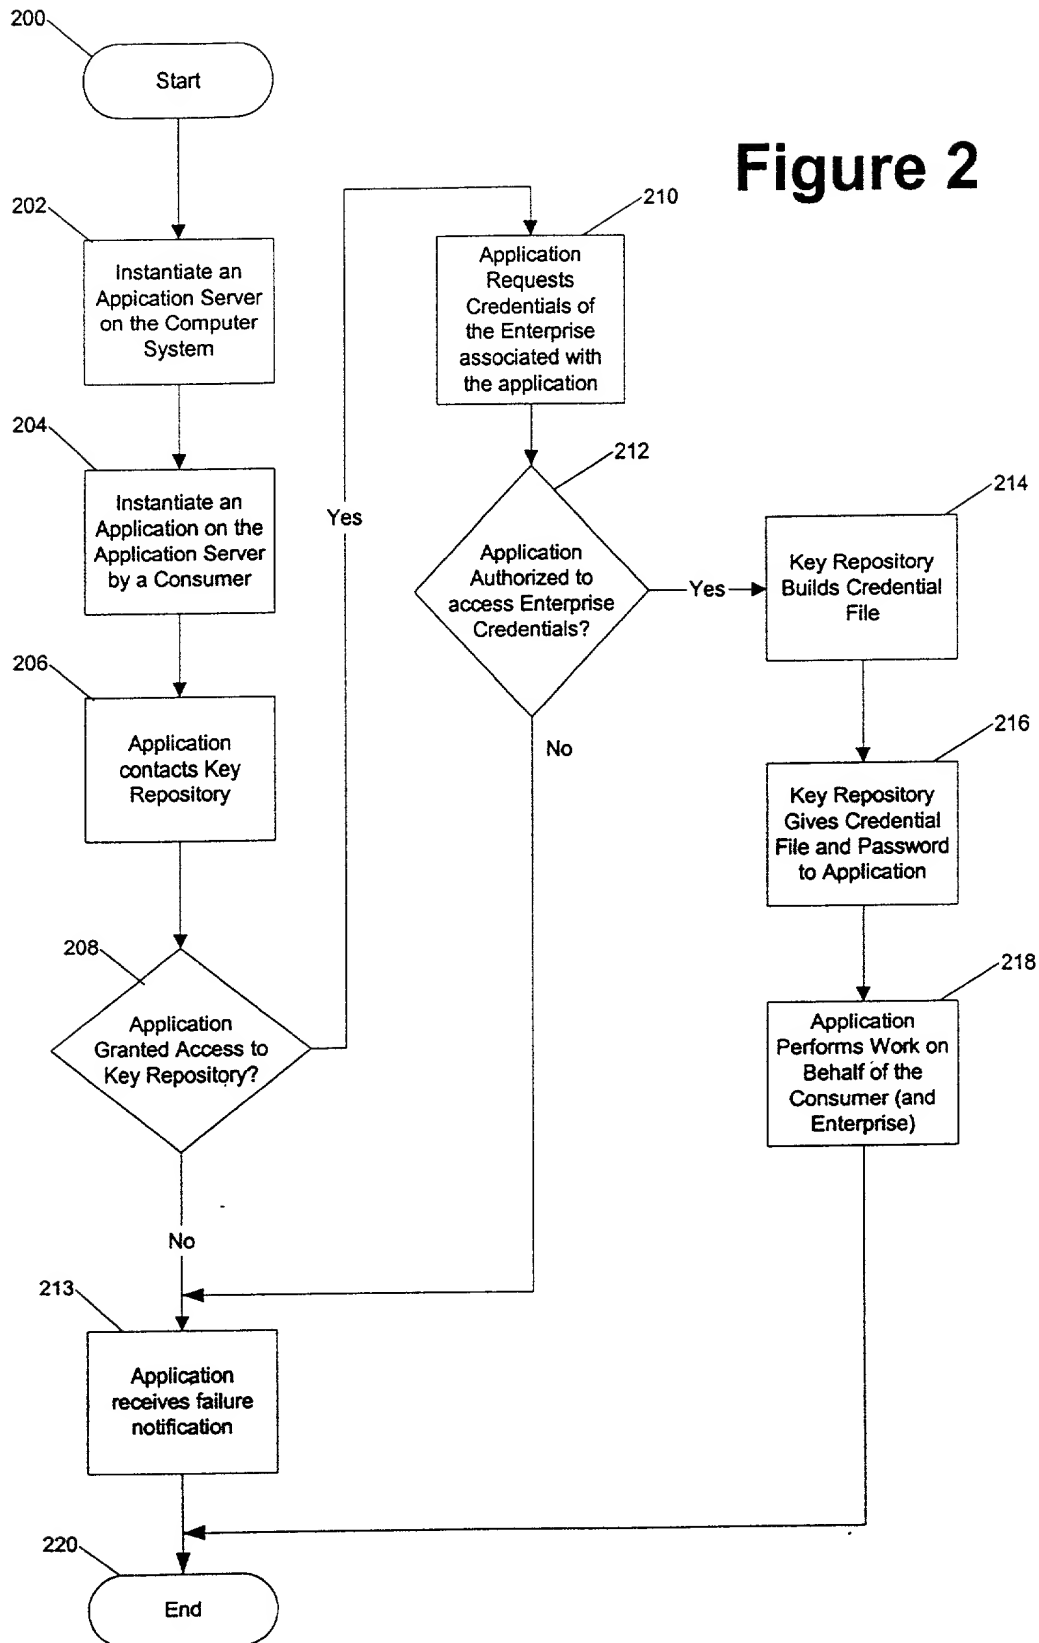 Figure 2
200
Start
202
Instantiate an
Appication Server
on the Computer
System
204
Instantiate an
Application on the
Application Server
by a Consumer
206
Application
contacts Key
Repository
208
Application
Granted Access to
Key Repository?
Yes
No
210
Application
Requests
Credentials of
the Enterprise
associated with
the application
212
Application
Authorized to
access Enterprise
Credentials?
Yes
No
213
Application
receives failure
notification
214
Key Repository
Builds Credential
File
216
Key Repository
Gives Credential
File and Password
to Application
218
Application
Performs Work on
Behalf of the
Consumer (and
Enterprise)
220
End